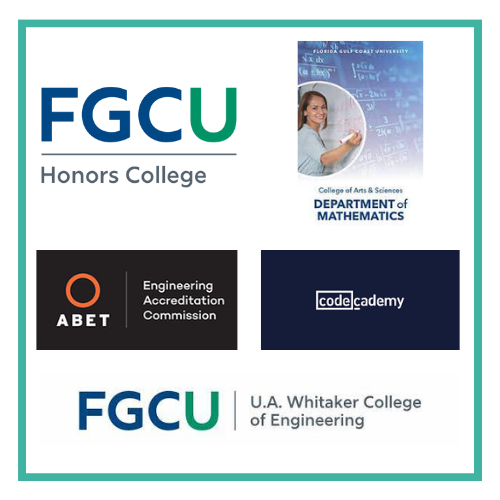 FGCU
Honors College
FLORIDA GULF COAST UNIVERSITY
College of Arts & Sciences
DEPARTMENT of
MATHEMATICS
ABET
Engineering
Accreditation
Commission
codecademy
FGCU
U.A. Whitaker College
of Engineering